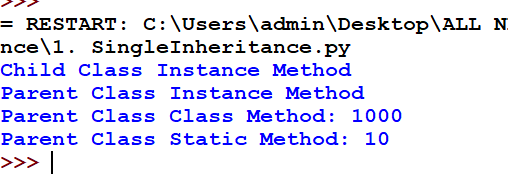 >>>
= RESTART: C:\Users\admin\Desktop\ALL
nce\1. SingleInheritance.py
Child Class Instance Method
Parent Class Instance Method
Parent Class Class Method: 1000
Parent Class Static Method: 10
>>>